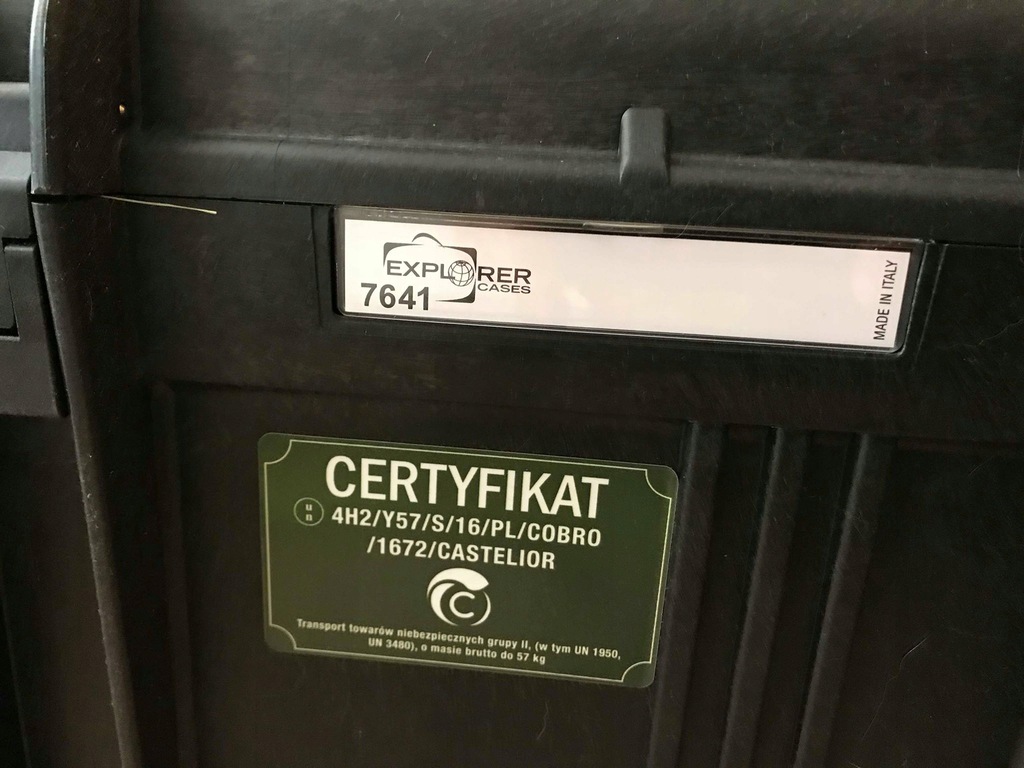 EXPLORER
CASES
7641
MADE IN ITALY
CERTYFIKAT
un 4H2/Y57/S/16/PL/COBRO
/1672/CASTELIOR
C
Transport towarów niebezpiecznych grupy II, (w tym UN 1950,
UN 3480), o masie brutto do 57 kg